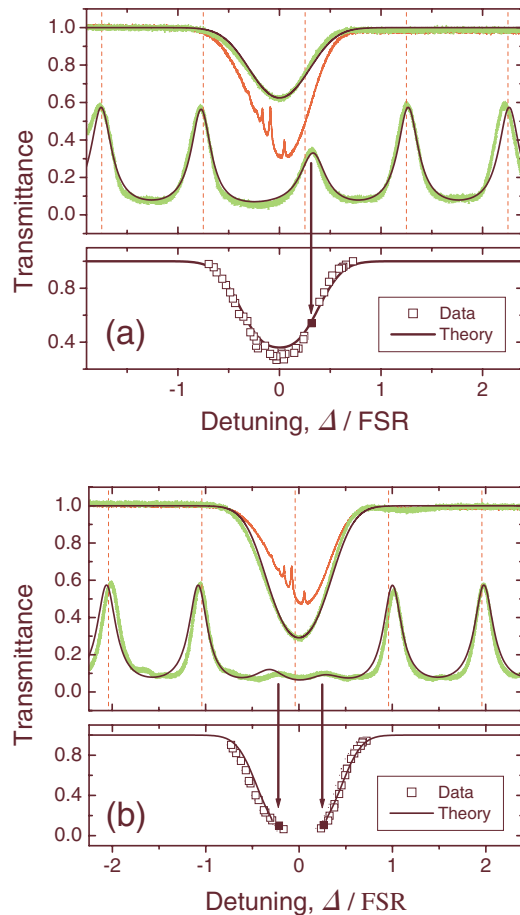 1.0
0.8
0.6
0.4
0.2
0.0
Transmittance
0.8
0.4
(a)
Data
Theory
-1 0 1 2
Detuning, Δ / FSR
1.0
0.8
0.6
0.4
0.2
0.0
Transmittance
0.8
0.4
0.0
(b)
Data
Theory
-2 -1 0 1 2
Detuning, Δ / FSR